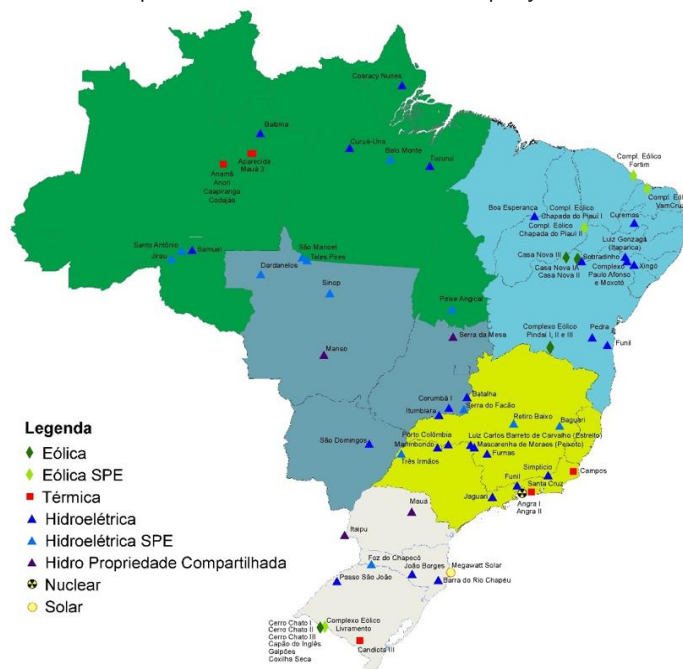 Coaracy Nunes
Balbina
Aparecida
Mauá 3
Anamã
Anori
Caapiranga
Codajás
Curuá-Una
Belo Monte
Tucuruí
Compl. Eólico
Fortim
Compl. Eólico
VamCruz
Boa Esperança
Compl. Eólico
Chapada do Piauí I
Compl. Eólico
Chapada do Piauí II
Curemas
Luiz Gonzaga
(Itaparica)
Casa Nova III
Sobradinho
Casa Nova IA
Casa Nova II
Complexo
Paulo Afonso
e Moxotó
Xingó
Santo Antônio
Samuel
Jirau
São Manoel
Teles Pires
Dardanelos
Sinop
Peixe Angical
Serra da Mesa
Manso
Complexo Eólico
Pindaí I, II e III
Pedra
Funil
Batalha
Corumbá I
Serra do Facão
Itumbiara
Retiro Baixo
Baguari
São Domingos
Porto Colômbia
Marimbondo
Luiz Carlos Barreto de Carvalho (Estreito)
Mascarenha de Moraes (Peixoto)
Furnas
Três Irmãos
Simplício
Campos
Funil
Santa Cruz
Jaguari
Angra I
Angra II
Mauá
Itaipu
Foz do Chapecó
João Borges
Megawatt Solar
Passo São João
Barra do Rio Chapéu
Cerro Chato I
Cerro Chato II
Cerro Chato III
Capão do Inglês
Galpões
Coxilha Seca
Complexo Eólico
Livramento
Candiota III
Legenda
Eólica
Eólica SPE
Térmica
Hidroelétrica
Hidroelétrica SPE
Hidro Propriedade Compartilhada
Nuclear
Solar